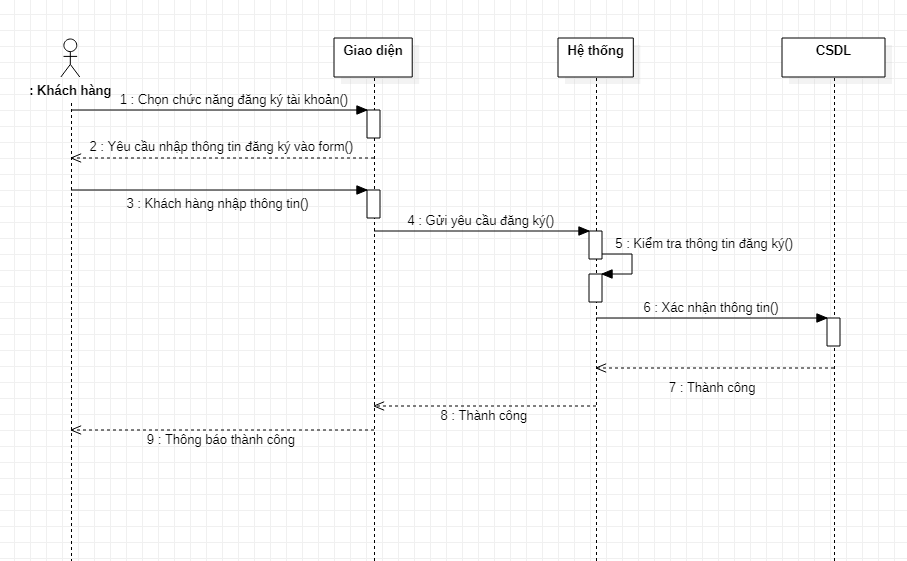 Giao diện
Hệ thống
CSDL
: Khách hàng
1 : Chọn chức năng đăng ký tài khoản()
2 : Yêu cầu nhập thông tin đăng ký vào form()
3 : Khách hàng nhập thông tin()
4 : Gửi yêu cầu đăng ký()
5 : Kiểm tra thông tin đăng ký()
6 : Xác nhận thông tin()
7 : Thành công
8 : Thành công
9 : Thông báo thành công